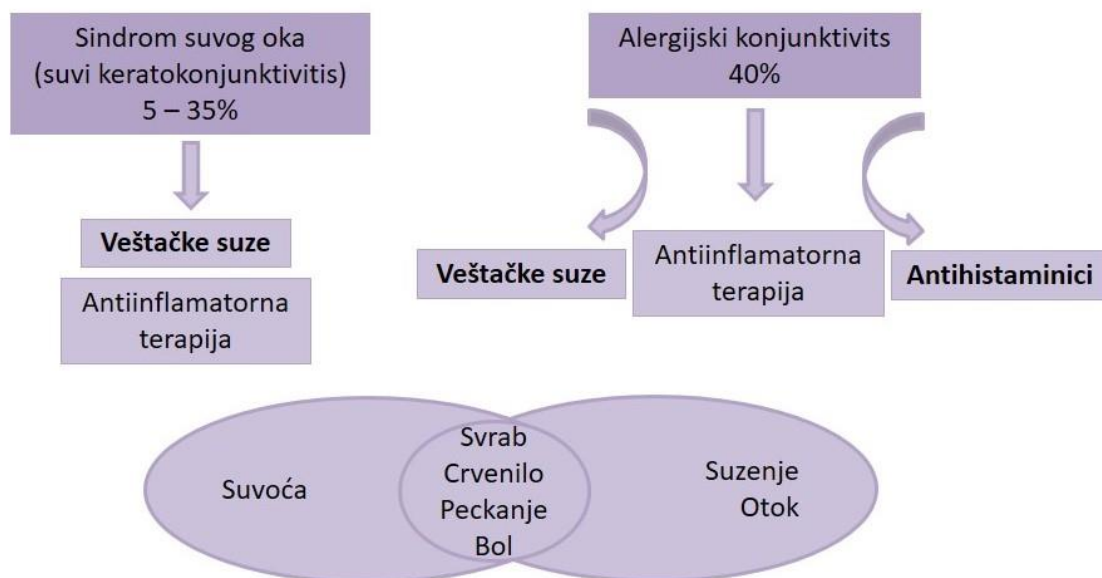 Sindrom suvog oka
(suvi keratokonjunktivitis)
5 – 35%
Veštačke suze
Antiinflamatorna
terapija
Alergijski konjunktivits
40%
Veštačke suze
Antiinflamatorna
terapija
Antihistaminici
Suvoća
Svrab
Crvenilo
Peckanje
Bol
Suzenje
Otok